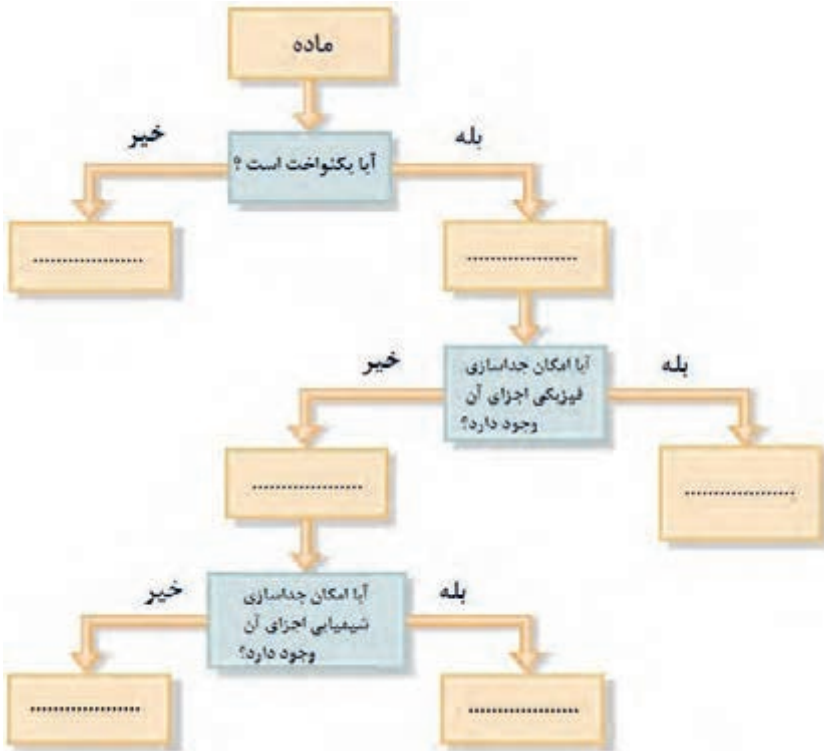 ماده
خیر
بله
آیا یکنواخت است ؟
....................
....................
آیا امکان جداسازی
فیزیکی اجزای آن
وجود دارد؟
خیر
بله
....................
....................
آیا امکان جداسازی
شیمیایی اجزای آن
وجود دارد؟
خیر
بله
....................
....................